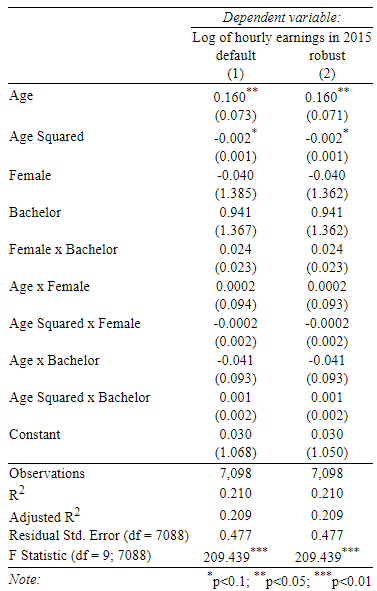 Dependent variable:
Log of hourly earnings in 2015
default robust
(1) (2)
Age 0.160** 0.160**
(0.073) (0.071)
Age Squared -0.002* -0.002*
(0.001) (0.001)
Female -0.040 -0.040
(1.385) (1.362)
Bachelor 0.941 0.941
(1.367) (1.362)
Female x Bachelor 0.024 0.024
(0.023) (0.023)
Age x Female 0.0002 0.0002
(0.094) (0.093)
Age Squared x Female -0.0002 -0.0002
(0.002) (0.002)
Age x Bachelor -0.041 -0.041
(0.093) (0.093)
Age Squared x Bachelor 0.001 0.001
(0.002) (0.002)
Constant 0.030 0.030
(1.068) (1.050)
Observations 7,098 7,098
R2 0.210 0.210
Adjusted R2 0.209 0.209
Residual Std. Error (df = 7088) 0.477 0.477
F Statistic (df = 9; 7088) 209.439*** 209.439***
Note: *p<0.1; **p<0.05; ***p<0.01